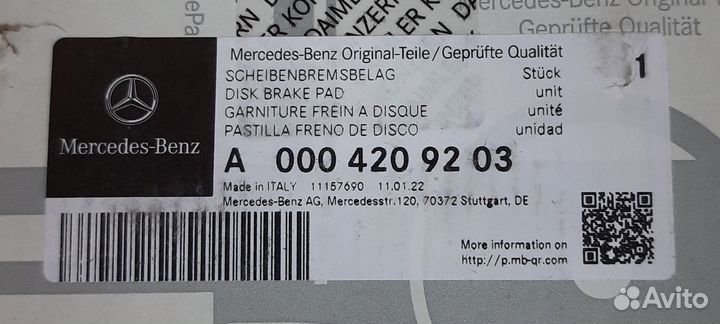 Mercedes-Benz Original-Teile/Geprüfte Qualität
SCHEIBENBREMSBELAG Stück
DISK BRAKE PAD unit
GARNITURE FREIN A DISQUE unité
PASTILLA FRENO DE DISCO unidad
1
Mercedes-Benz
A 000 420 92 03
Made in ITALY 11157690 11.01.22
Mercedes-Benz AG, Mercedesstr.120, 70372 Stuttgart, DE
More information on
http://p.mb-qr.com
Geprüfte Qualität
Avito